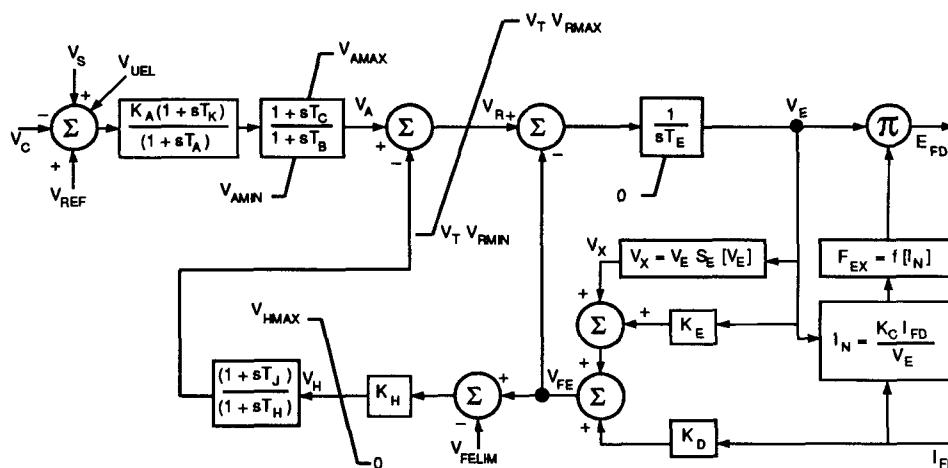 V_S
V_UEL
+
-
V_C
Σ
+
V_REF
K_A(1 + sT_K)
(1 + sT_A)
V_AMAX
1 + sT_C
1 + sT_B
V_AMIN
V_A
+
Σ
-
V_T V_RMAX
V_T V_RMIN
V_R+
Σ
-
1
sT_E
0
V_E
π
E_FD
V_X
V_X = V_E S_E [V_E]
F_EX = f[I_N]
+
Σ
+
K_E
I_N = K_C I_FD
V_E
V_HMAX
(1 + sT_J)
(1 + sT_H)
V_H
0
K_H
Σ
+
-
V_FELIM
V_FE
+
Σ
+
K_D
I_F